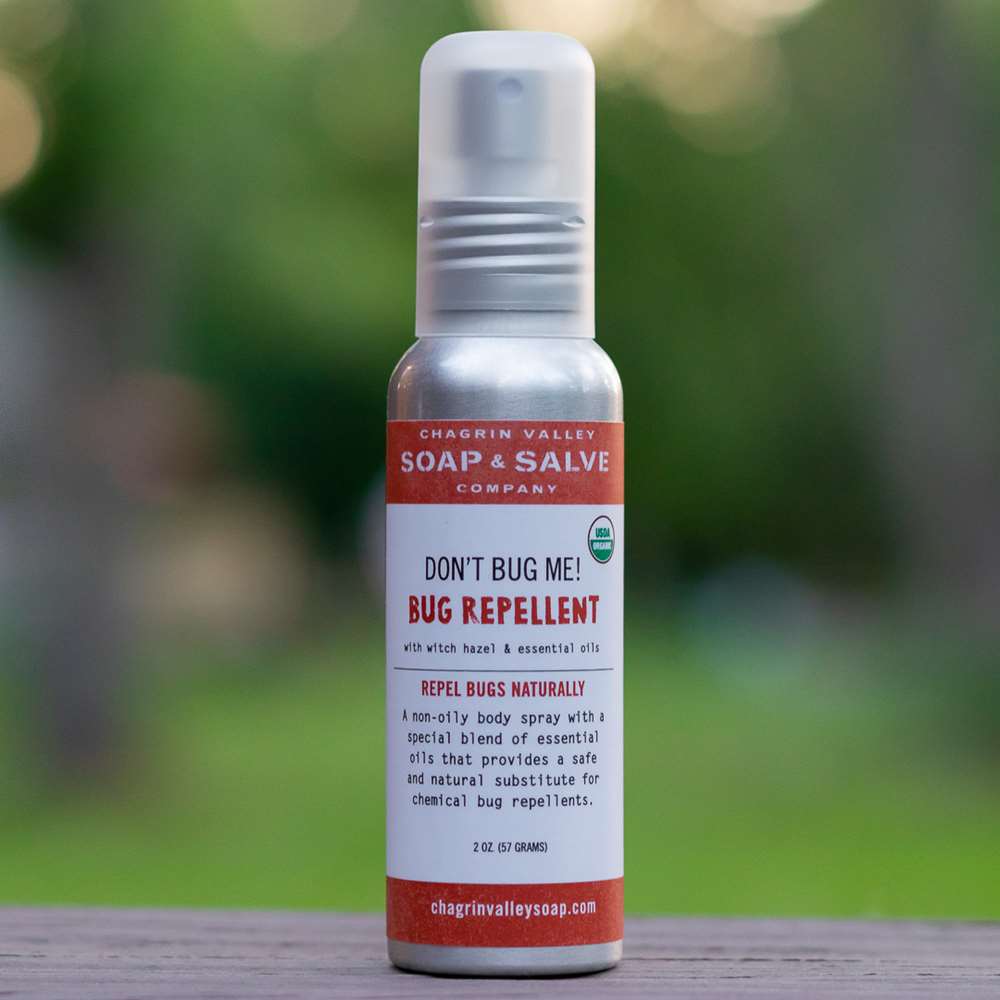 CHAGRIN VALLEY
SOAP & SALVE
COMPANY
USDA
ORGANIC
DON'T BUG ME!
BUG REPELLENT
with witch hazel & essential oils
REPEL BUGS NATURALLY
A non-oily body spray with a
special blend of essential
oils that provides a safe
and natural substitute for
chemical bug repellents.
2 OZ. (57 GRAMS)
chagrinvalleysoap.com